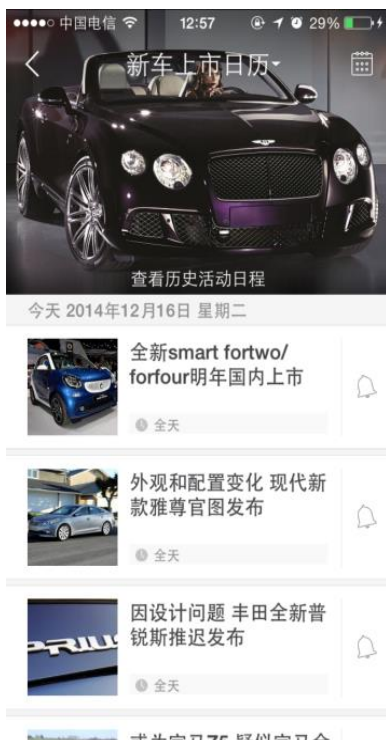 中国电信 12:57 29%
新车上市日历
查看历史活动日程
今天 2014年12月16日 星期二
全新smart fortwo/
forfour明年国内上市
全天
外观和配置变化 现代新
款雅尊官图发布
全天
PRIUS
因设计问题 丰田全新普
锐斯推迟发布
全天